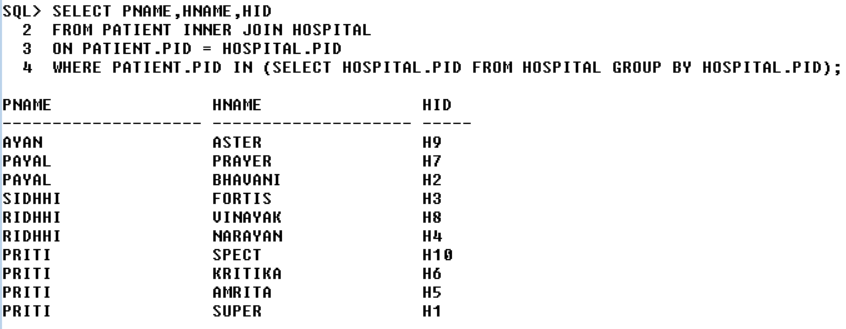 SQL> SELECT PNAME,HNAME,HID
2 FROM PATIENT INNER JOIN HOSPITAL
3 ON PATIENT.PID = HOSPITAL.PID
4 WHERE PATIENT.PID IN (SELECT HOSPITAL.PID FROM HOSPITAL GROUP BY HOSPITAL.PID);
PNAME HNAME HID
-------------------- -------------------- -----
AYAN ASTER H9
PAYAL PRAYER H7
PAYAL BHAVANI H2
SIDHHI FORTIS H3
RIDHHI VINAYAK H8
RIDHHI NARAYAN H4
PRITI SPECT H10
PRITI KRITIKA H6
PRITI AMRITA H5
PRITI SUPER H1